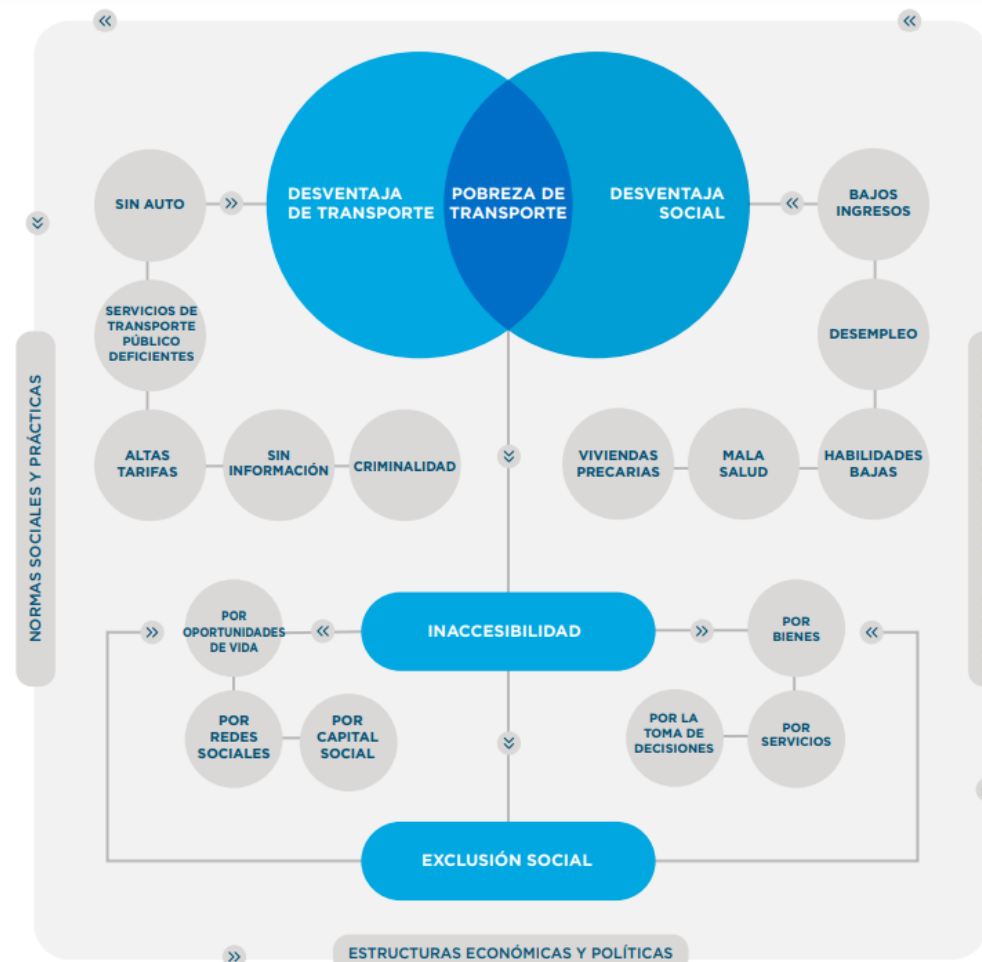 SIN AUTO
DESVENTAJA
DE TRANSPORTE
POBREZA DE
TRANSPORTE
DESVENTAJA
SOCIAL
BAJOS
INGRESOS
SERVICIOS DE
TRANSPORTE
PÚBLICO
DEFICIENTES
DESEMPLEO
ALTAS
TARIFAS
SIN
INFORMACIÓN
CRIMINALIDAD
VIVIENDAS
PRECARIAS
MALA
SALUD
HABILIDADES
BAJAS
NORMAS SOCIALES Y PRÁCTICAS
POR
OPORTUNIDADES
DE VIDA
INACCESIBILIDAD
POR
BIENES
POR
REDES
SOCIALES
POR
CAPITAL
SOCIAL
POR LA
TOMA DE
DECISIONES
POR
SERVICIOS
EXCLUSIÓN SOCIAL
ESTRUCTURAS ECONÓMICAS Y POLÍTICAS